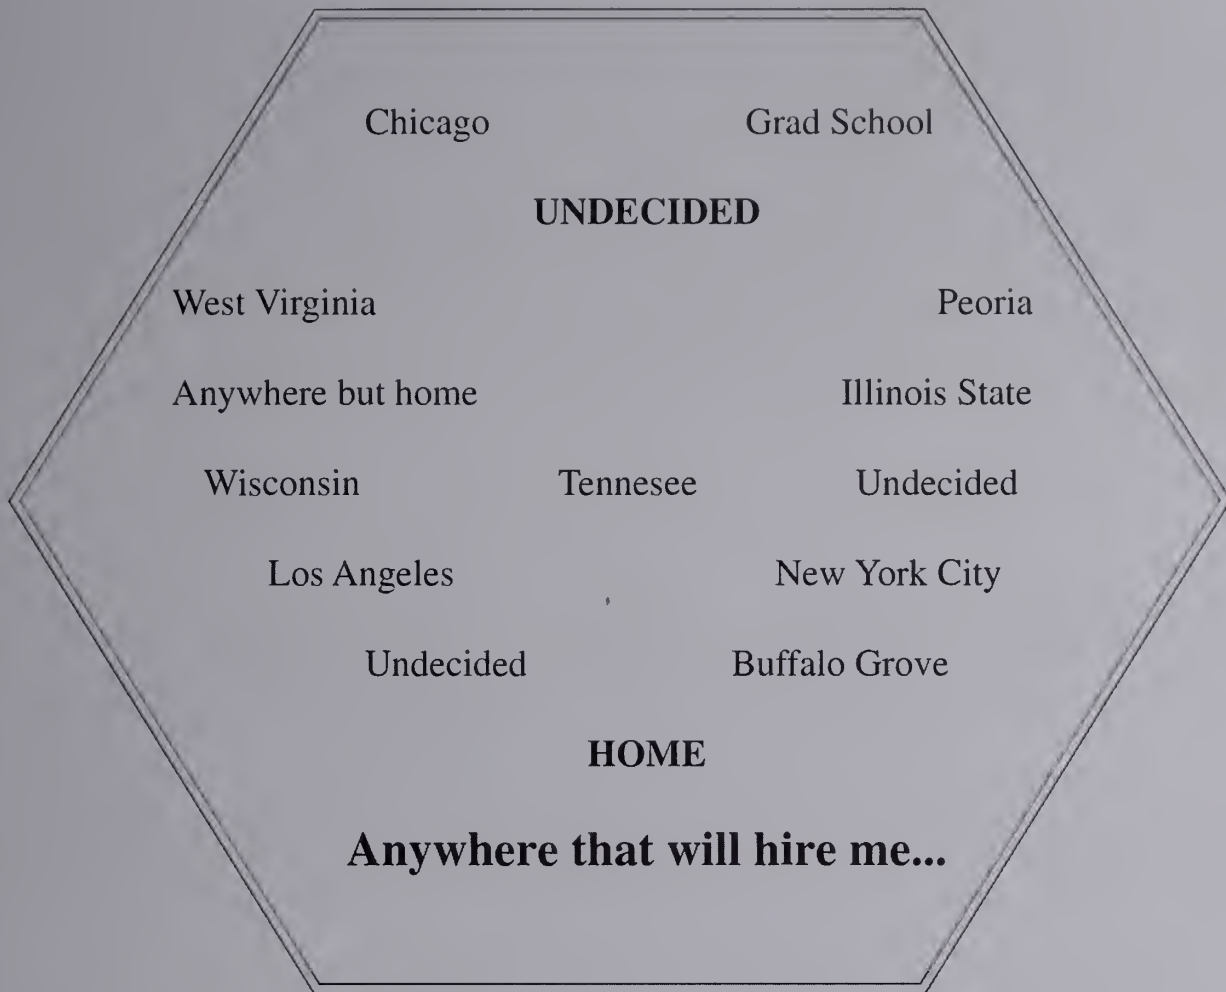 Chicago Grad School
UNDECIDED
West Virginia Peoria
Anywhere but home Illinois State
Wisconsin Tennesee Undecided
Los Angeles New York City
Undecided Buffalo Grove
HOME
Anywhere that will hire me...